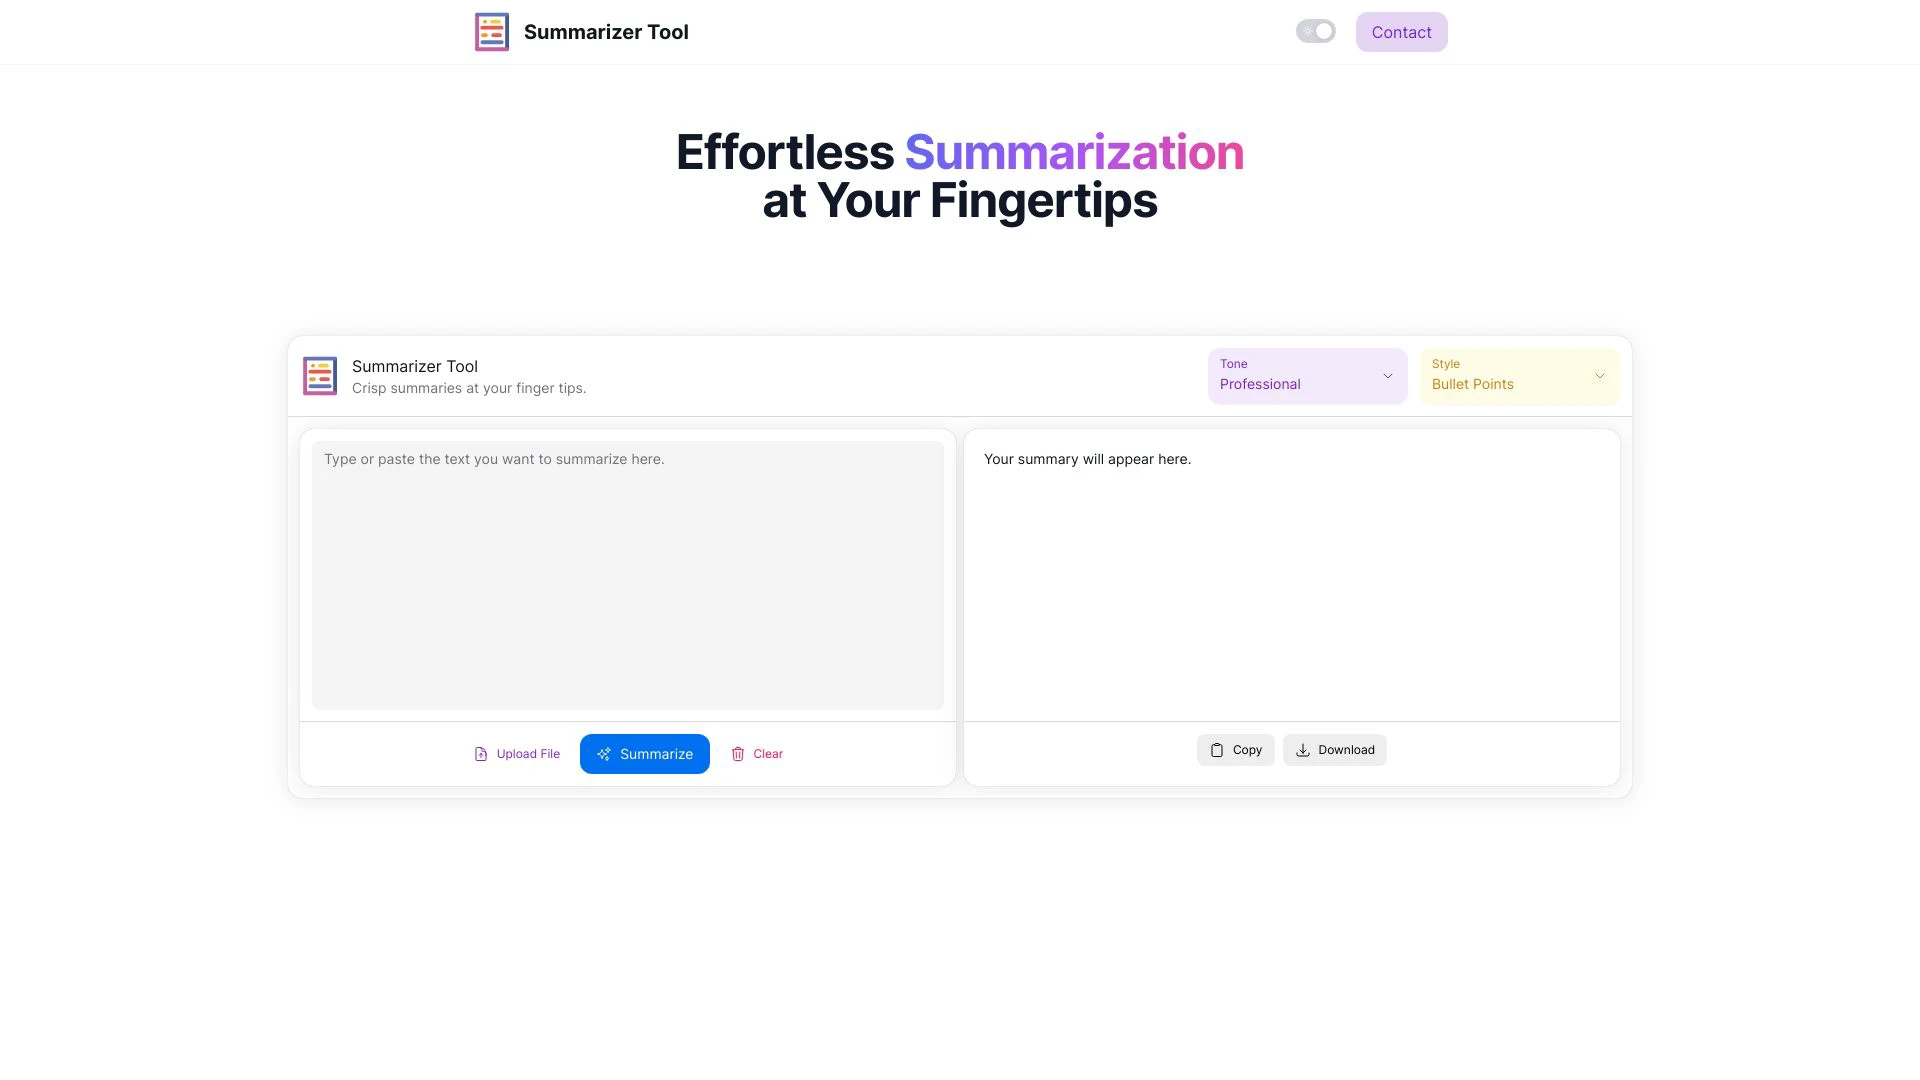 Summarizer Tool
Contact
Effortless Summarization
at Your Fingertips
Summarizer Tool
Crisp summaries at your finger tips.
Tone
Professional
Style
Bullet Points
Type or paste the text you want to summarize here.
Your summary will appear here.
Upload File
Summarize
Clear
Copy
Download